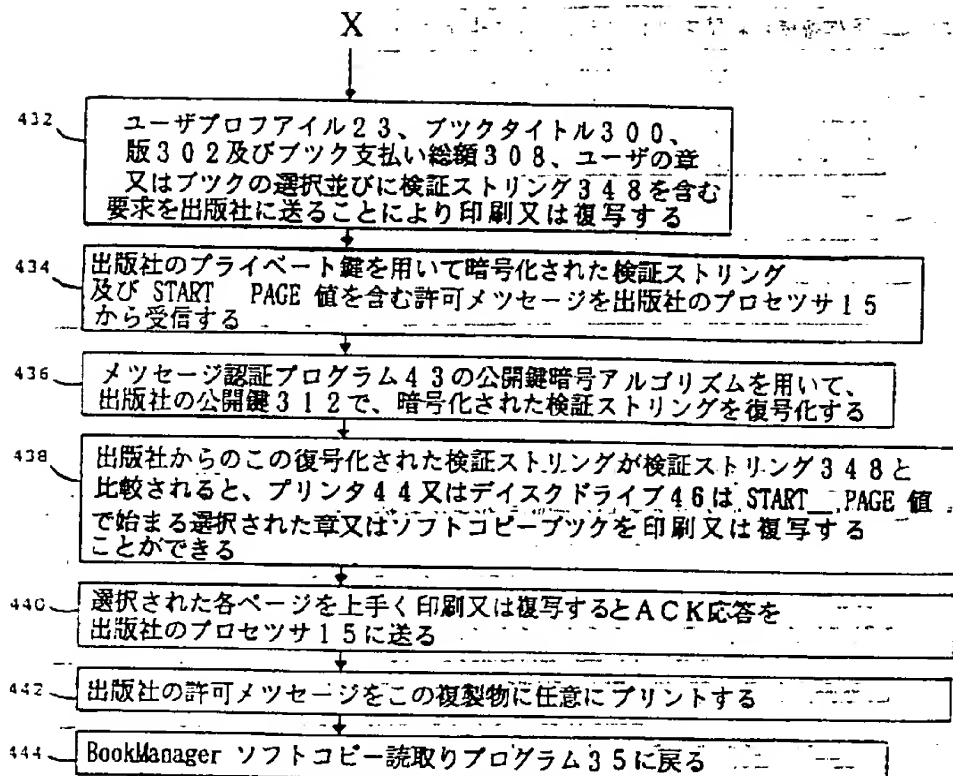 X
432
ユーザプロフアイル23、ブツクタイトル300、
版302及びブツク支払い総額308、ユーザの章
又はブツクの選択並びに検証ストリング348を含む
要求を出版社に送ることにより印刷又は複写する
434
出版社のプライベート鍵を用いて暗号化された検証ストリング
及び START__PAGE 値を含む許可メツセージを出版社のプロセツサ15
から受信する
436
メツセージ認証プログラム43の公開鍵暗号アルゴリズムを用いて、
出版社の公開鍵312で、暗号化された検証ストリングを復号化する
438
出版社からのこの復号化された検証ストリングが検証ストリング348と
比較されると、プリンタ44又はデイスクドライブ46は START__PAGE 値
で始まる選択された章又はソフトコピーブツクを印刷又は複写する
ことができる
440
選択された各ページを上手く印刷又は複写するとACK応答を
出版社のプロセツサ15に送る
442
出版社の許可メツセージをこの複製物に任意にプリントする
444
BookManager ソフトコピー読取りプログラム35に戻る